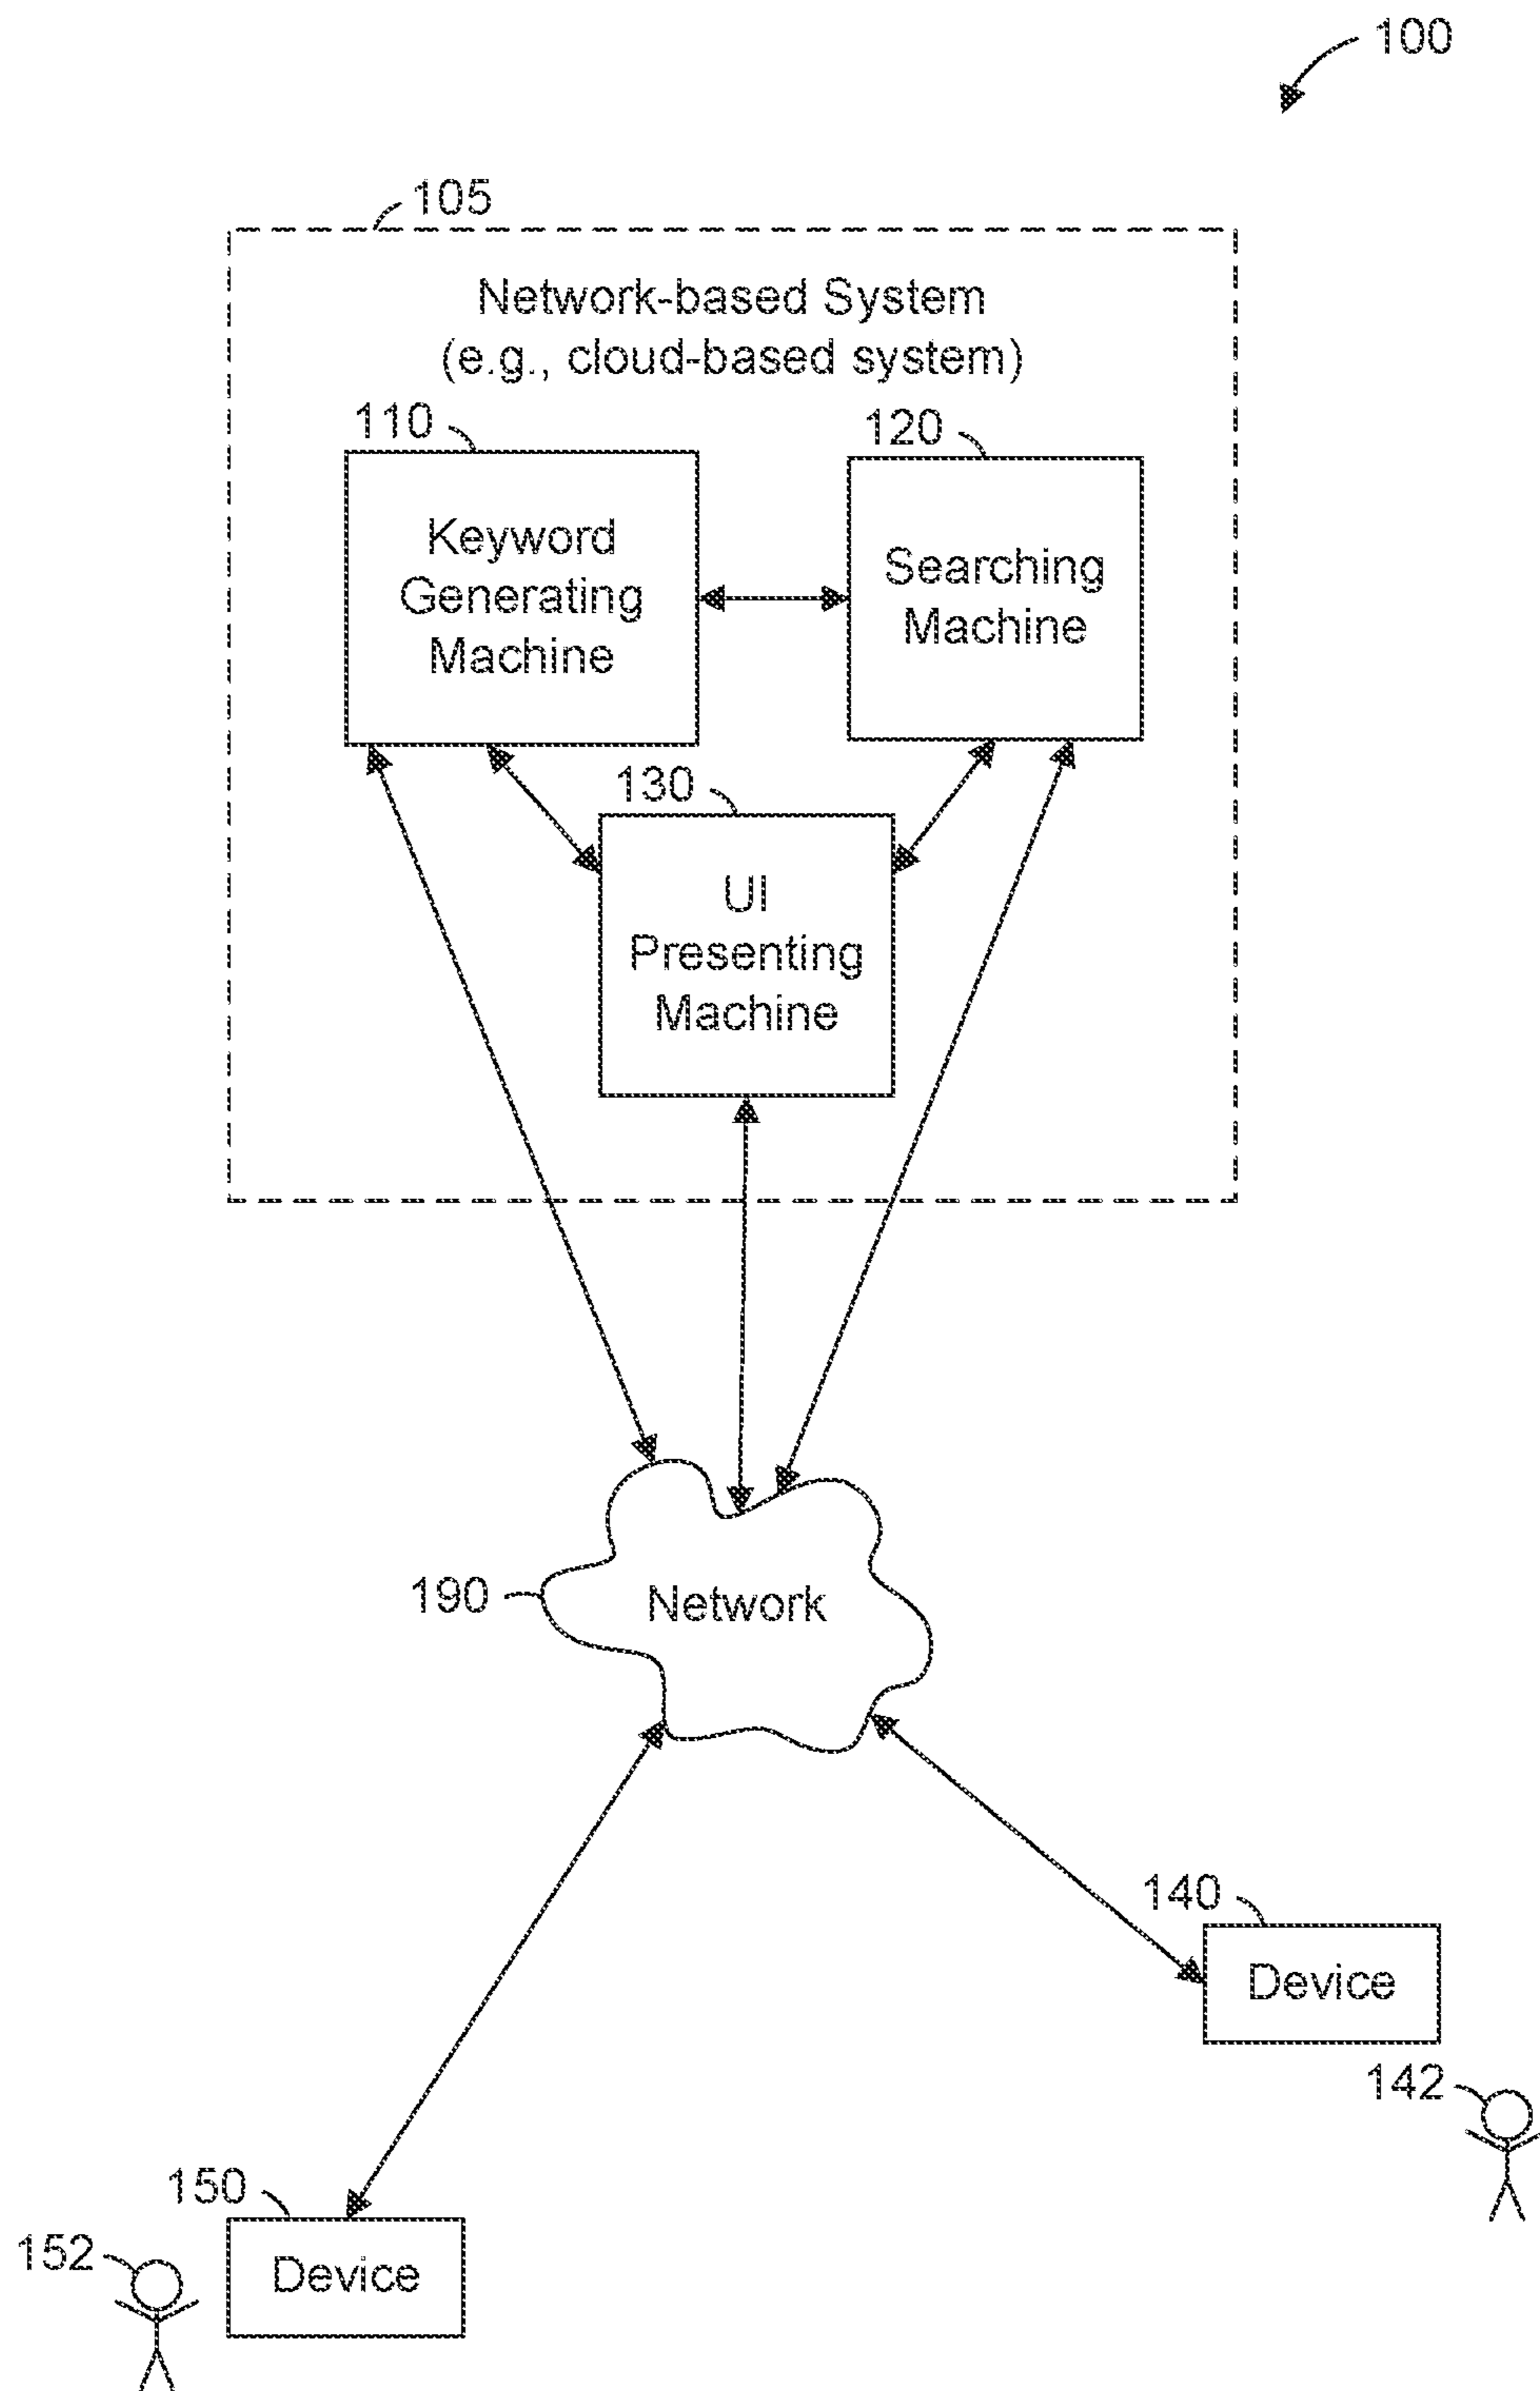 100
105
Network-based System
(e.g., cloud-based system)
110
120
Keyword
Generating
Machine
Searching
Machine
130
UI
Presenting
Machine
190
Network
140
Device
142
150
152
Device